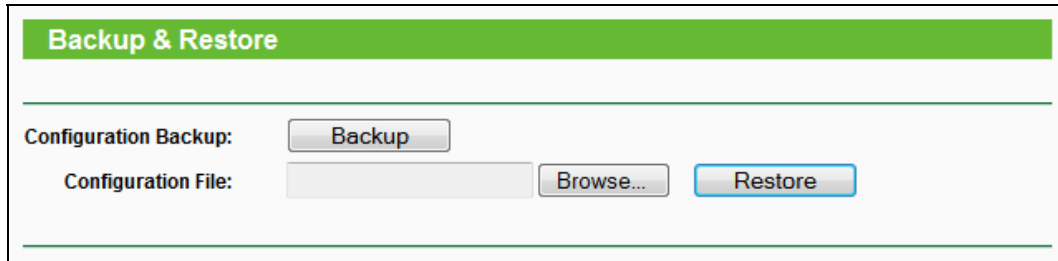 Backup & Restore
Configuration Backup: Backup
Configuration File: Browse... Restore